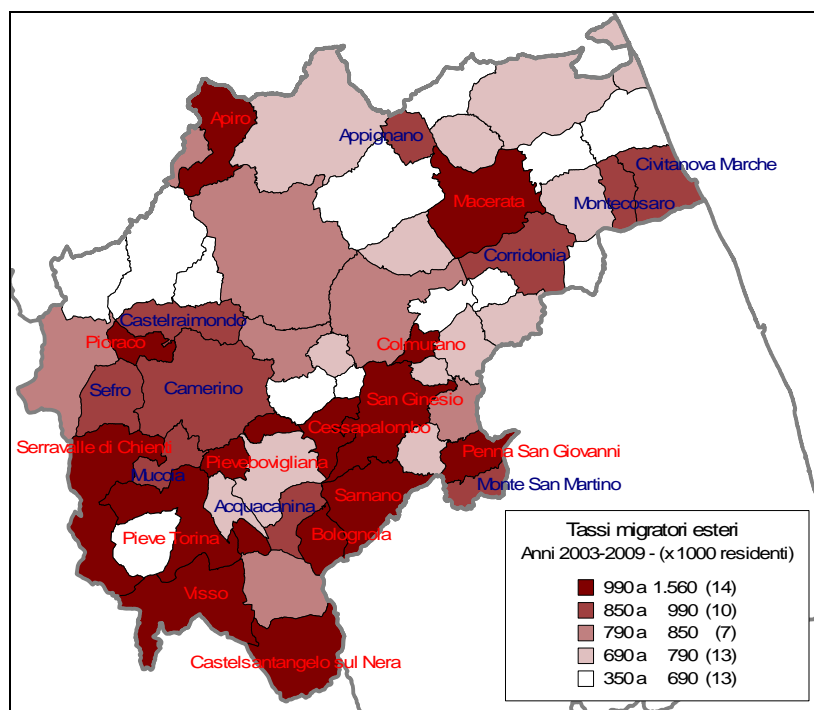 Apiro
Appignano
Civitanova Marche
Macerata
Montecosaro
Corridonia
Castelraimondo
Pioraco
Colmurano
Sefro
Camerino
San Ginesio
Cessapalombo
Serravalle di Chienti
Penna San Giovanni
Pievebovigliana
Muccia
Monte San Martino
Sarnano
Acquacanina
Pieve Torina
Bolognola
Visso
Castelsantangelo sul Nera
Tassi migratori esteri
Anni 2003-2009 - (x 1000 residenti)
990 a 1.560 (14)
850 a 990 (10)
790 a 850 (7)
690 a 790 (13)
350 a 690 (13)